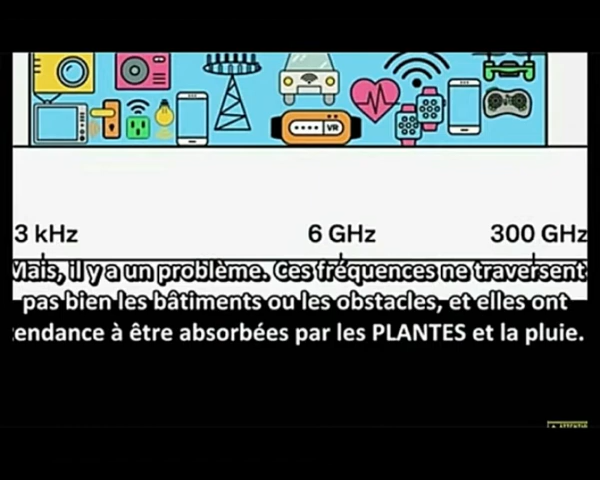 VR
3 kHz 6 GHz 300 GHz
Mais, il y a un problème. Ces fréquences ne traversent
pas bien les bâtiments ou les obstacles, et elles ont
tendance à être absorbées par les PLANTES et la pluie.